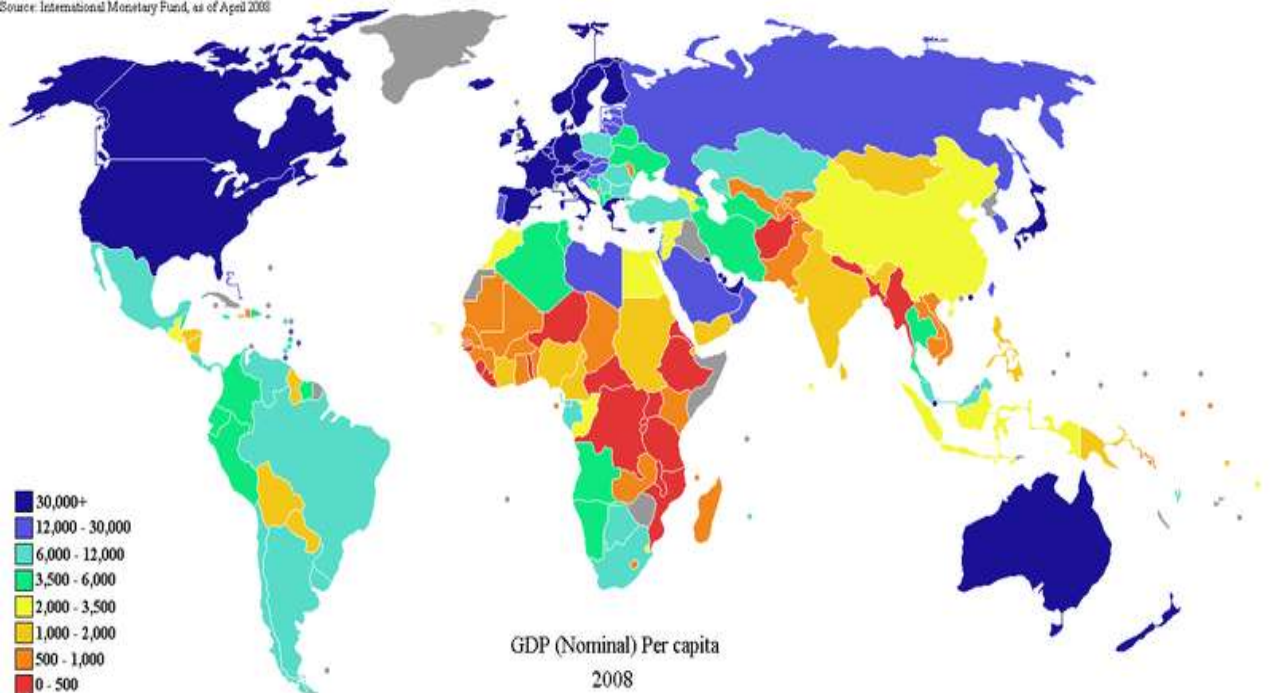 Source: International Monetary Fund, as of April 2008
30,000+
12,000 - 30,000
6,000 - 12,000
3,500 - 6,000
2,000 - 3,500
1,000 - 2,000
500 - 1,000
0 - 500
GDP (Nominal) Per capita
2008